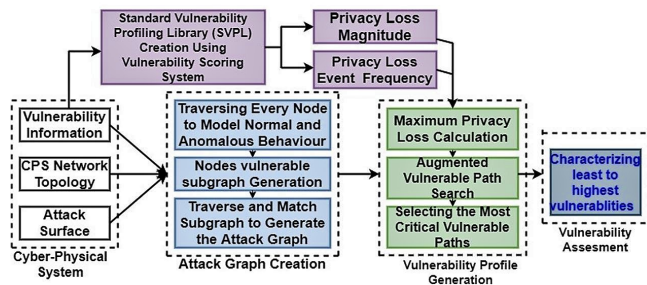 Standard Vulnerability
Profiling Library (SVPL)
Creation Using
Vulnerability Scoring
System
Privacy Loss
Magnitude
Privacy Loss
Event Frequency
Vulnerability
Information
CPS Network
Topology
Attack
Surface
Cyber-Physical
System
Traversing Every Node
to Model Normal and
Anomalous Behaviour
Nodes vulnerable
subgraph Generation
Traverse and Match
Subgraph to Generate
the Attack Graph
Attack Graph Creation
Maximum Privacy
Loss Calculation
Augmented
Vulnerable Path
Search
Selecting the Most
Critical Vulnerable
Paths
Vulnerability Profile
Generation
Characterizing
least to
highest
vulnerablities
Vulnerability
Assesment